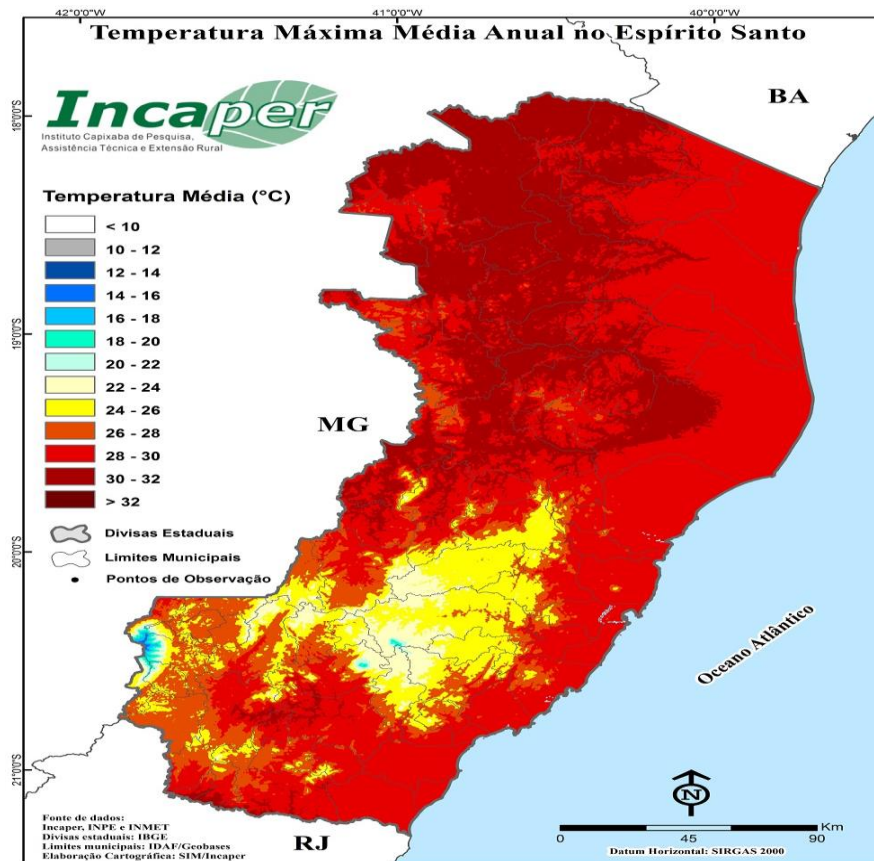 42°0'0"O
41°0'0"O
40°0'0"O
Temperatura Máxima Média Anual no Espírito Santo
BA
Incaper
Instituto Capixaba de Pesquisa,
Assistência Técnica e Extensão Rural
18°0'0"S
Temperatura Média (°C)
< 10
10 - 12
12 - 14
14 - 16
16 - 18
18 - 20
20 - 22
22 - 24
24 - 26
26 - 28
28 - 30
30 - 32
> 32
19°0'0"S
MG
Divisas Estaduais
Limites Municipais
Pontos de Observação
20°0'0"S
Oceano Atlântico
21°0'0"S
N
Fonte de dados:
Incaper, INPE e INMET
Divisas estaduais: IBGE
Limites municipais: IDAF/Geobases
Elaboração Cartográfica: SIM/Incaper
RJ
0 45 90 Km
Datum Horizontal: SIRGAS 2000